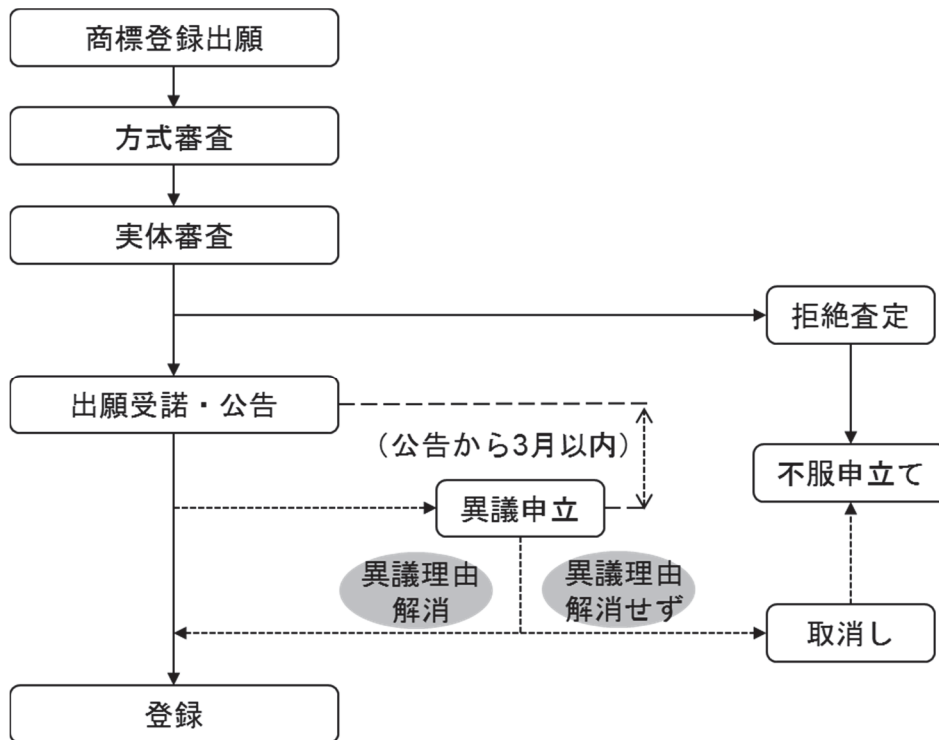 商標登録出願
方式審査
実体審査
拒絶査定
出願受諾・公告
（公告から3月以内）
不服申立て
異議申立
異議理由
解消
異議理由
解消せず
取消し
登録